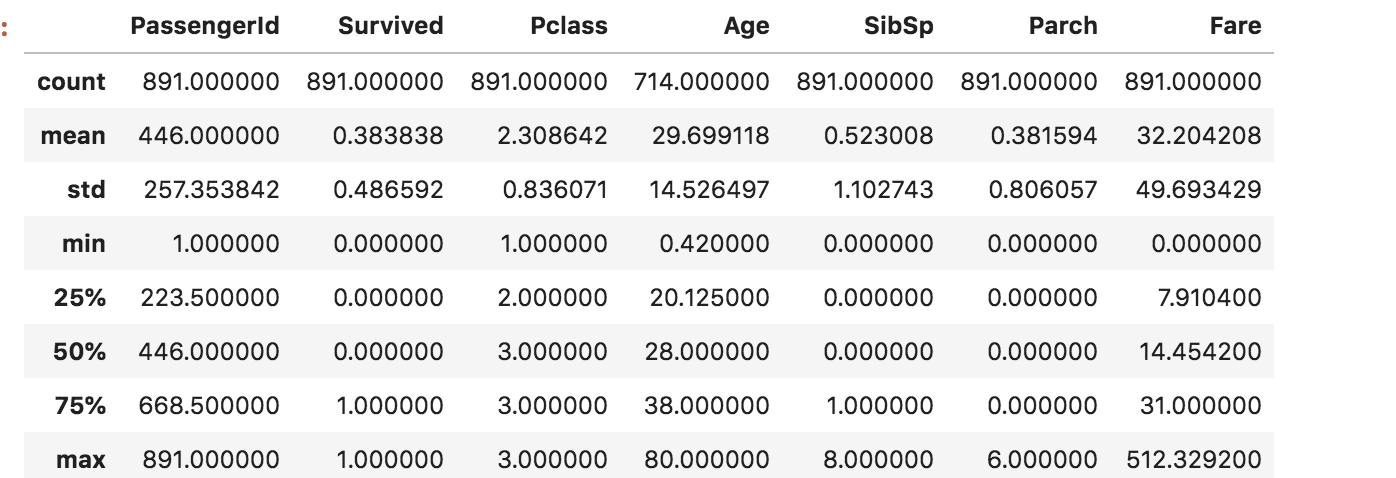 :
PassengerId Survived Pclass Age SibSp Parch Fare
count 891.000000 891.000000 891.000000 714.000000 891.000000 891.000000 891.000000
mean 446.000000 0.383838 2.308642 29.699118 0.523008 0.381594 32.204208
std 257.353842 0.486592 0.836071 14.526497 1.102743 0.806057 49.693429
min 1.000000 0.000000 1.000000 0.420000 0.000000 0.000000 0.000000
25% 223.500000 0.000000 2.000000 20.125000 0.000000 0.000000 7.910400
50% 446.000000 0.000000 3.000000 28.000000 0.000000 0.000000 14.454200
75% 668.500000 1.000000 3.000000 38.000000 1.000000 0.000000 31.000000
max 891.000000 1.000000 3.000000 80.000000 8.000000 6.000000 512.329200